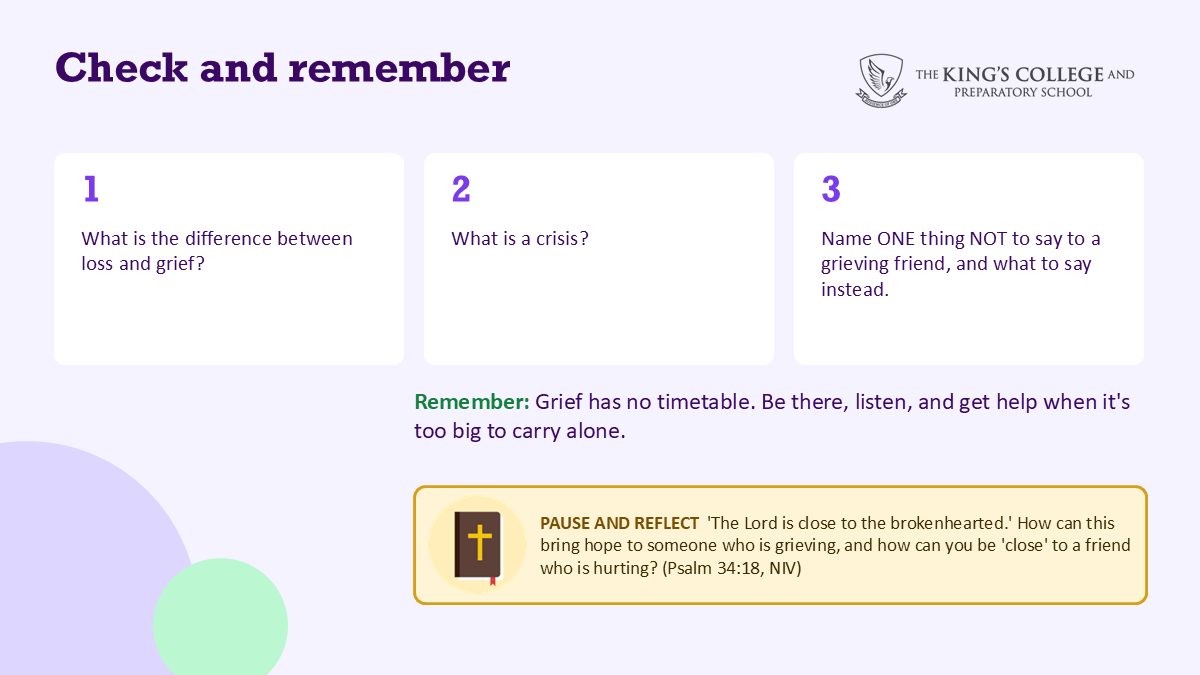 Check and remember
THE KING'S COLLEGE AND
PREPARATORY SCHOOL
1
What is the difference between
loss and grief?
2
What is a crisis?
3
Name ONE thing NOT to say to a
grieving friend, and what to say
instead.
Remember: Grief has no timetable. Be there, listen, and get help when it's
too big to carry alone.
PAUSE AND REFLECT 'The Lord is close to the brokenhearted.' How can this
bring hope to someone who is grieving, and how can you be 'close' to a friend
who is hurting? (Psalm 34:18, NIV)